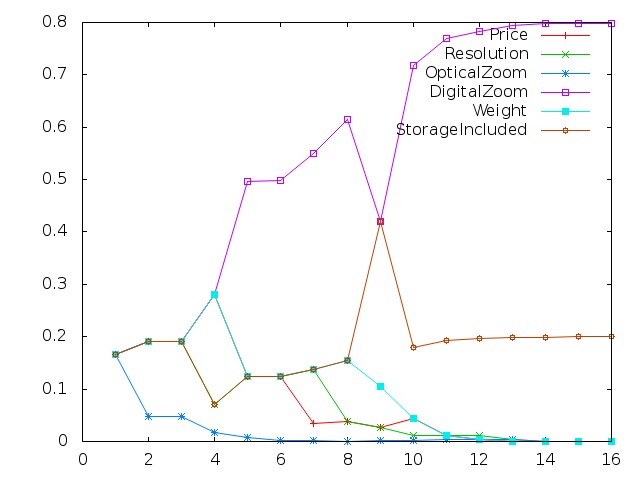 0.8
0.7
0.6
0.5
0.4
0.3
0.2
0.1
0
0 2 4 6 8 10 12 14 16
Price
Resolution
OpticalZoom
DigitalZoom
Weight
StorageIncluded